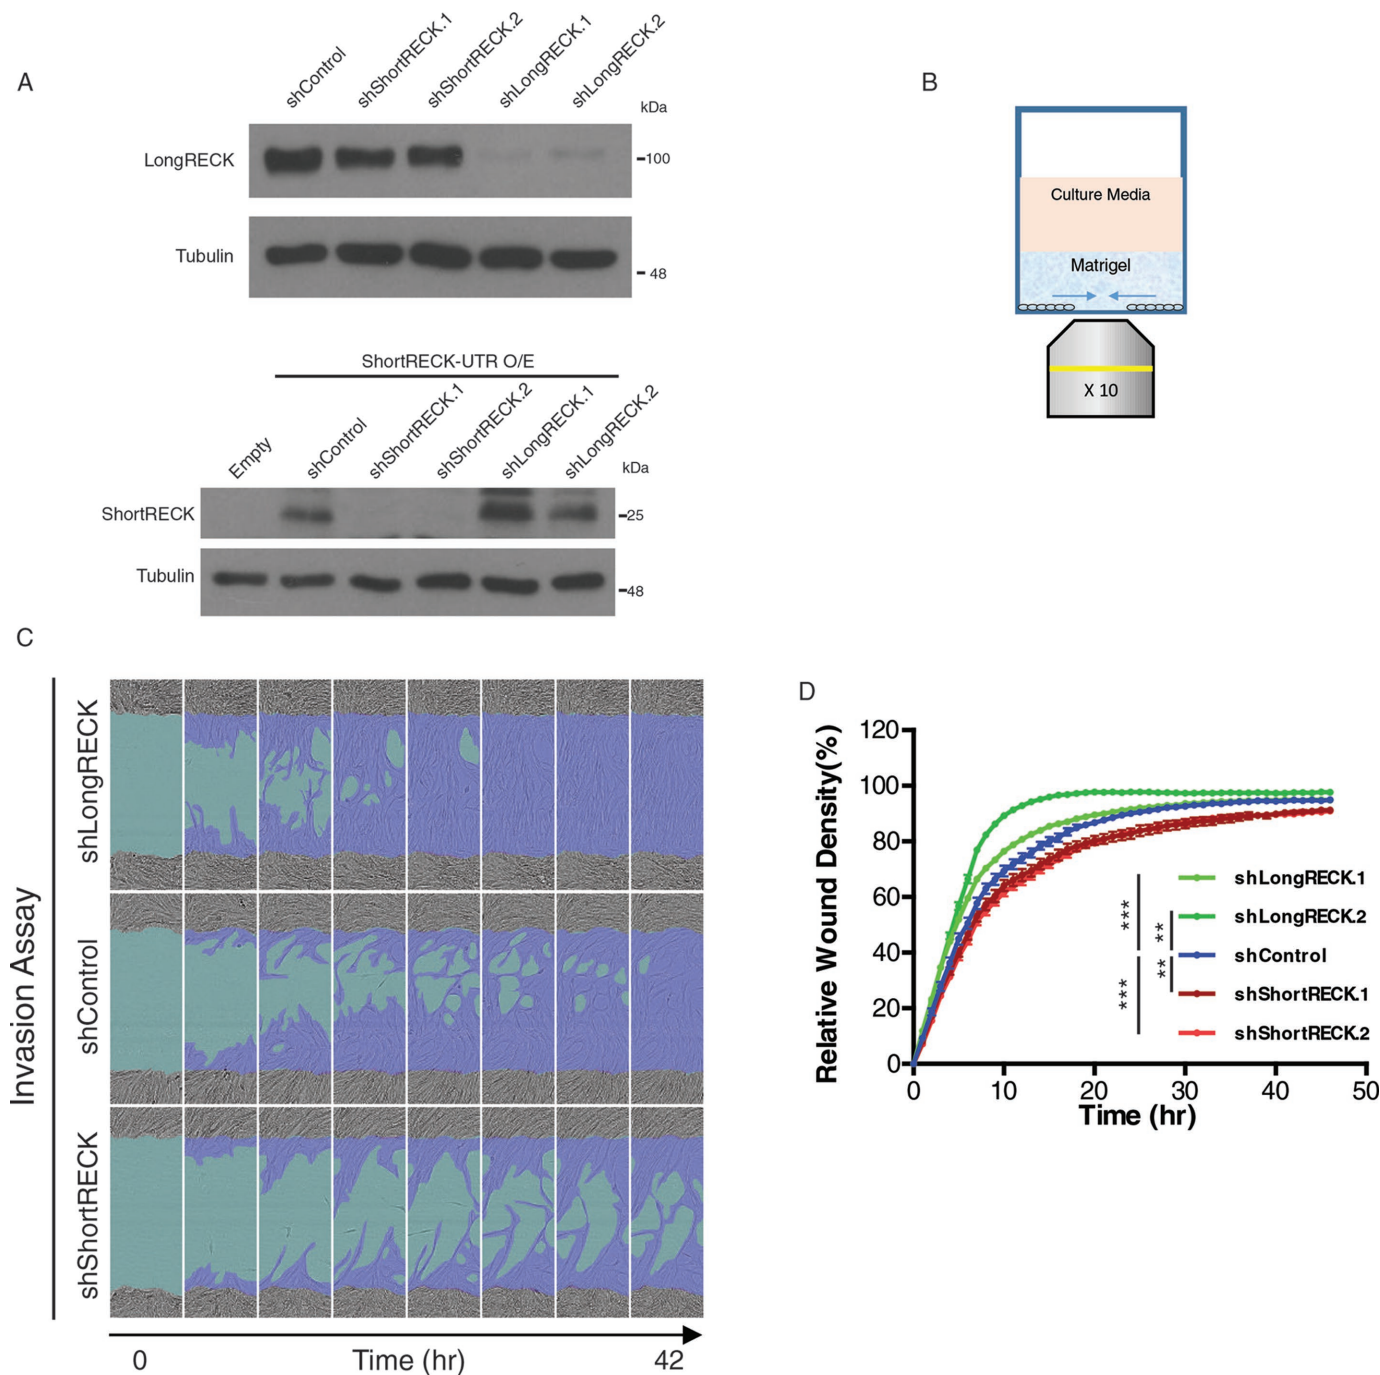 A
shControl
shShortRECK.1
shShortRECK.2
shLongRECK.1
shLongRECK.2
kDa
LongRECK
100
Tubulin
48
ShortRECK-UTR O/E
Empty
shControl
shShortRECK.1
shShortRECK.2
shLongRECK.1
shLongRECK.2
kDa
ShortRECK
25
Tubulin
48
B
Culture Media
Matrigel
X 10
C
Invasion Assay
shLongRECK
shControl
shShortRECK
0
Time (hr)
42
D
Relative Wound Density(%)
120
100
80
60
40
20
0
0 10 20 30 40 50
Time (hr)
shLongRECK.1
shLongRECK.2
shControl
shShortRECK.1
shShortRECK.2
***
**
**
***